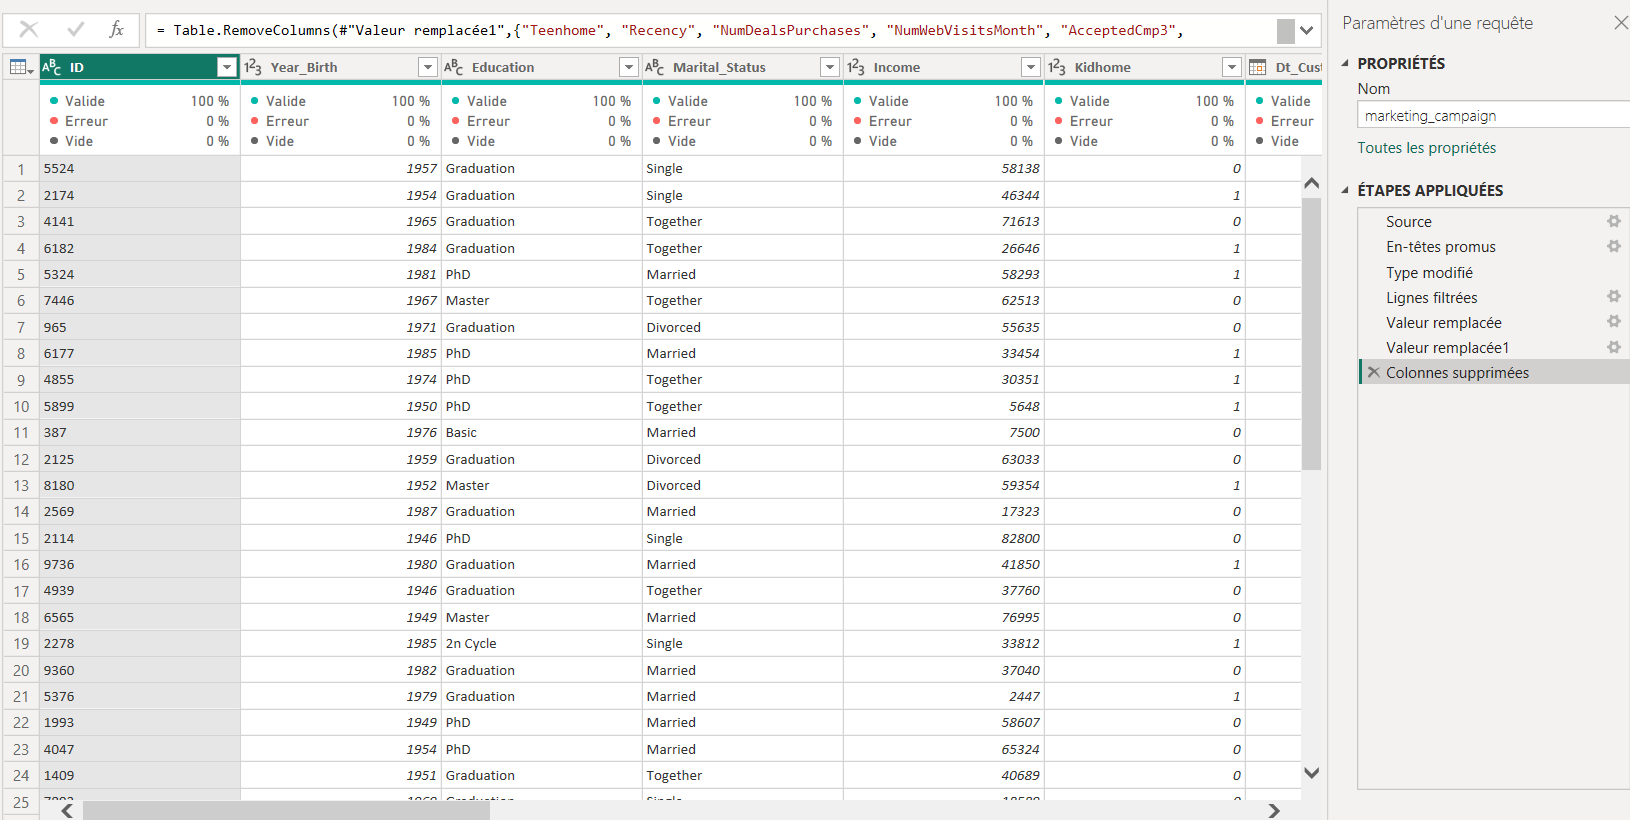 = Table.RemoveColumns(#"Valeur remplacée1",{"Teenhome", "Recency", "NumDealsPurchases", "NumWebVisitsMonth", "AcceptedCmp3",
ID Year_Birth Education Marital_Status Income Kidhome Dt_Cust
Valide 100 % Valide 100 % Valide 100 % Valide 100 % Valide 100 % Valide 100 % Valide
Erreur 0 % Erreur 0 % Erreur 0 % Erreur 0 % Erreur 0 % Erreur 0 % Erreur
Vide 0 % Vide 0 % Vide 0 % Vide 0 % Vide 0 % Vide 0 % Vide
1 5524 1957 Graduation Single 58138 0
2 2174 1954 Graduation Single 46344 1
3 4141 1965 Graduation Together 71613 0
4 6182 1984 Graduation Together 26646 1
5 5324 1981 PhD Married 58293 1
6 7446 1967 Master Together 62513 0
7 965 1971 Graduation Divorced 55635 0
8 6177 1985 PhD Married 33454 1
9 4855 1974 PhD Together 30351 1
10 5899 1950 PhD Together 5648 1
11 387 1976 Basic Married 7500 0
12 2125 1959 Graduation Divorced 63033 0
13 8180 1952 Master Divorced 59354 1
14 2569 1987 Graduation Married 17323 0
15 2114 1946 PhD Single 82800 0
16 9736 1980 Graduation Married 41850 1
17 4939 1946 Graduation Together 37760 0
18 6565 1949 Master Married 76995 0
19 2278 1985 2n Cycle Single 33812 1
20 9360 1982 Graduation Married 37040 0
21 5376 1979 Graduation Married 2447 1
22 1993 1949 PhD Married 58607 0
23 4047 1954 PhD Married 65324 0
24 1409 1951 Graduation Together 40689 0
25
Paramètres d'une requête
PROPRIÉTÉS
Nom
marketing_campaign
Toutes les propriétés
ÉTAPES APPLIQUÉES
Source
En-têtes promus
Type modifié
Lignes filtrées
Valeur remplacée
Valeur remplacée1
Colonnes supprimées